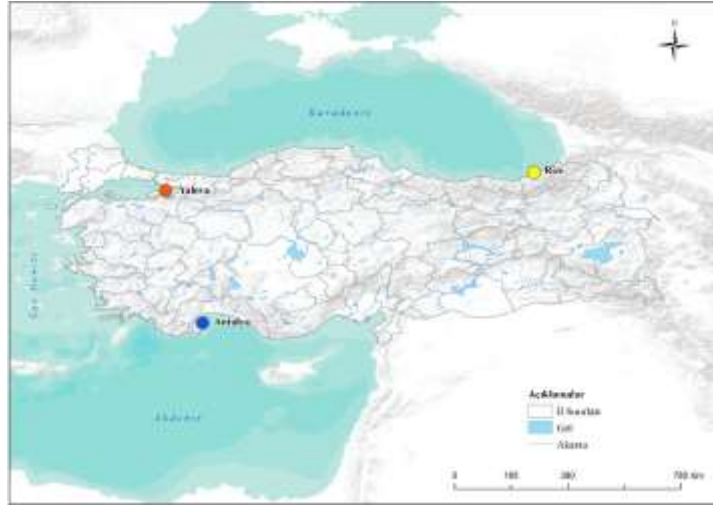 Karadeniz
Rize
Yalova
Ege Denizi
Antalya
Akdeniz
Açıklamalar
İl Sınırları
Göl
Akarsu
0
700 Km